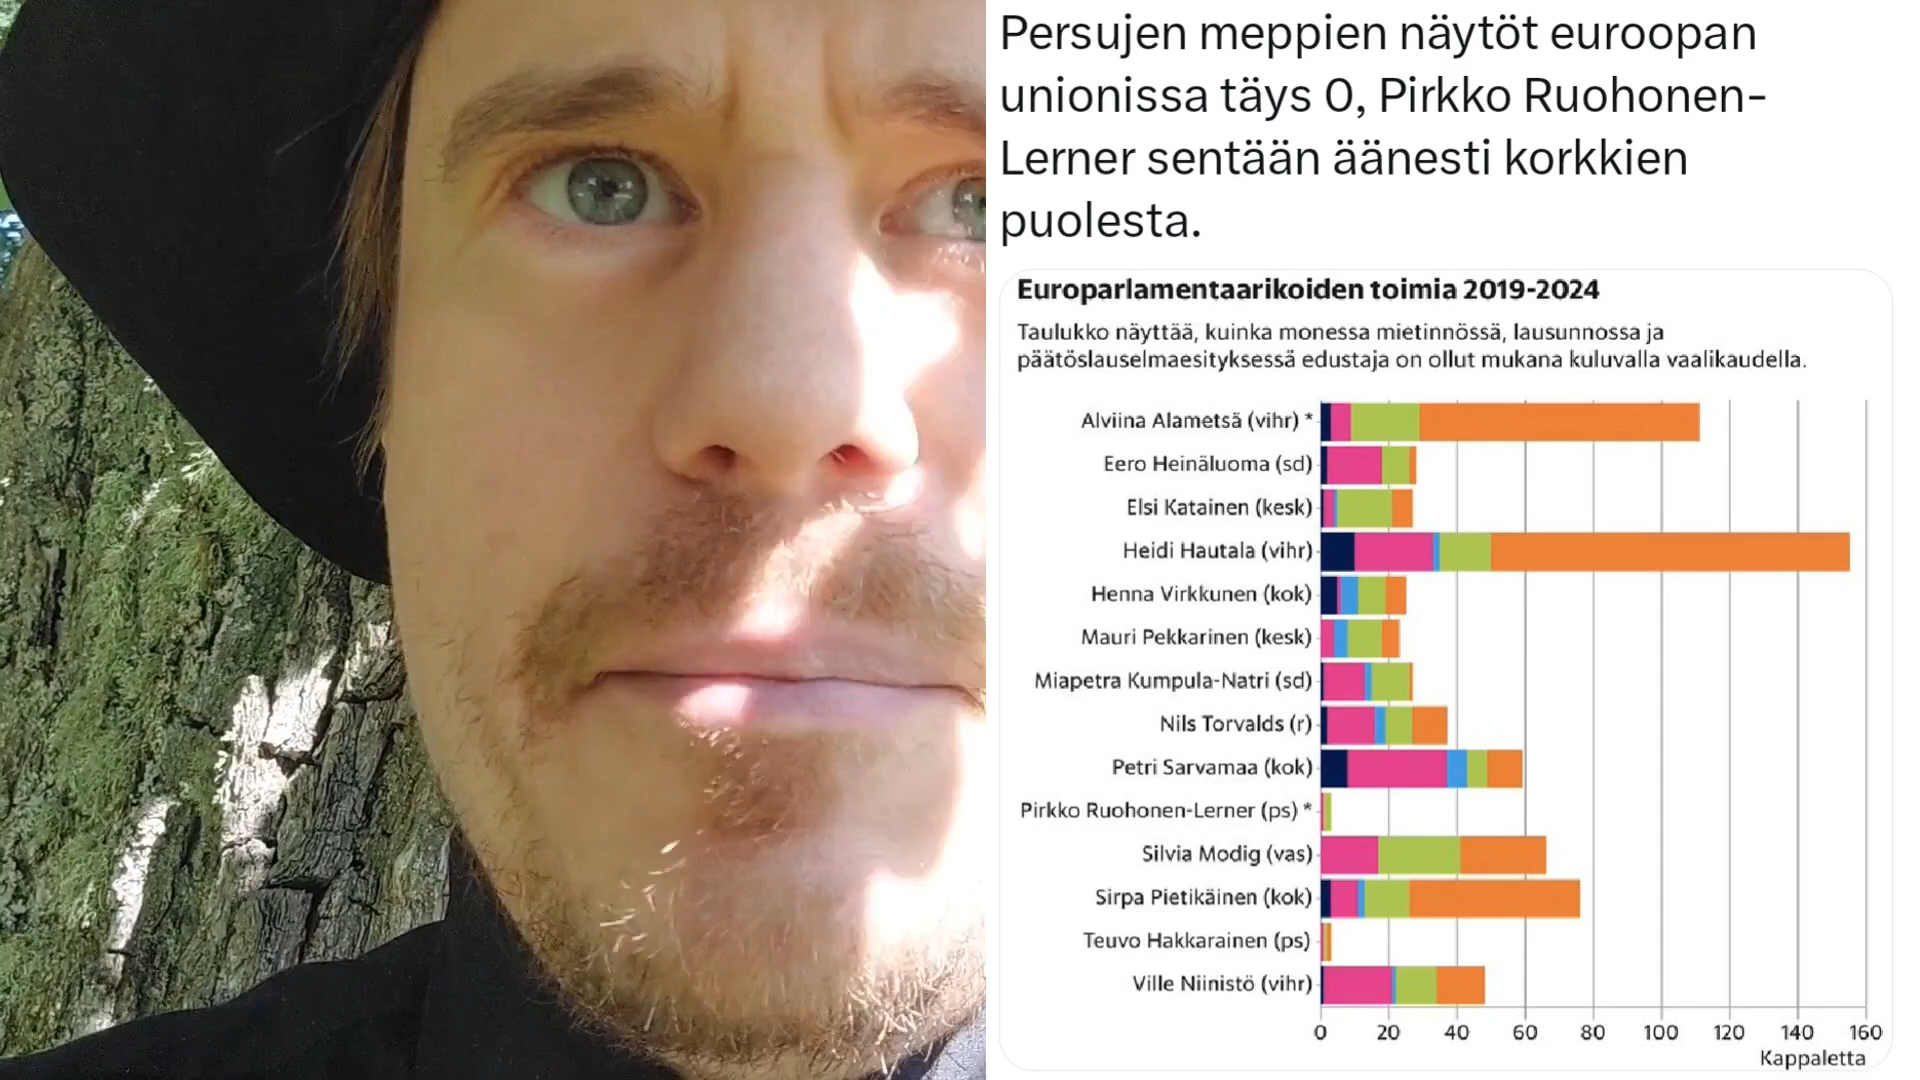 Persujen meppien näytöt euroopan
unionissa täys 0, Pirkko Ruohonen-
Lerner sentään äänesti korkkien
puolesta.
Europarlamentaarikoiden toimia 2019-2024
Taulukko näyttää, kuinka monessa mietinnössä, lausunnossa ja
päätöslauselmaesityksessä edustaja on ollut mukana kuluvalla vaalikaudella.
Alviina Alametsä (vihr) *
Eero Heinäluoma (sd)
Elsi Katainen (kesk)
Heidi Hautala (vihr)
Henna Virkkunen (kok)
Mauri Pekkarinen (kesk)
Miapetra Kumpula-Natri (sd)
Nils Torvalds (r)
Petri Sarvamaa (kok)
Pirkko Ruohonen-Lerner (ps) *
Silvia Modig (vas)
Sirpa Pietikäinen (kok)
Teuvo Hakkarainen (ps)
Ville Niinistö (vihr)
0 20 40 60 80 100 120 140 160
Kappaletta